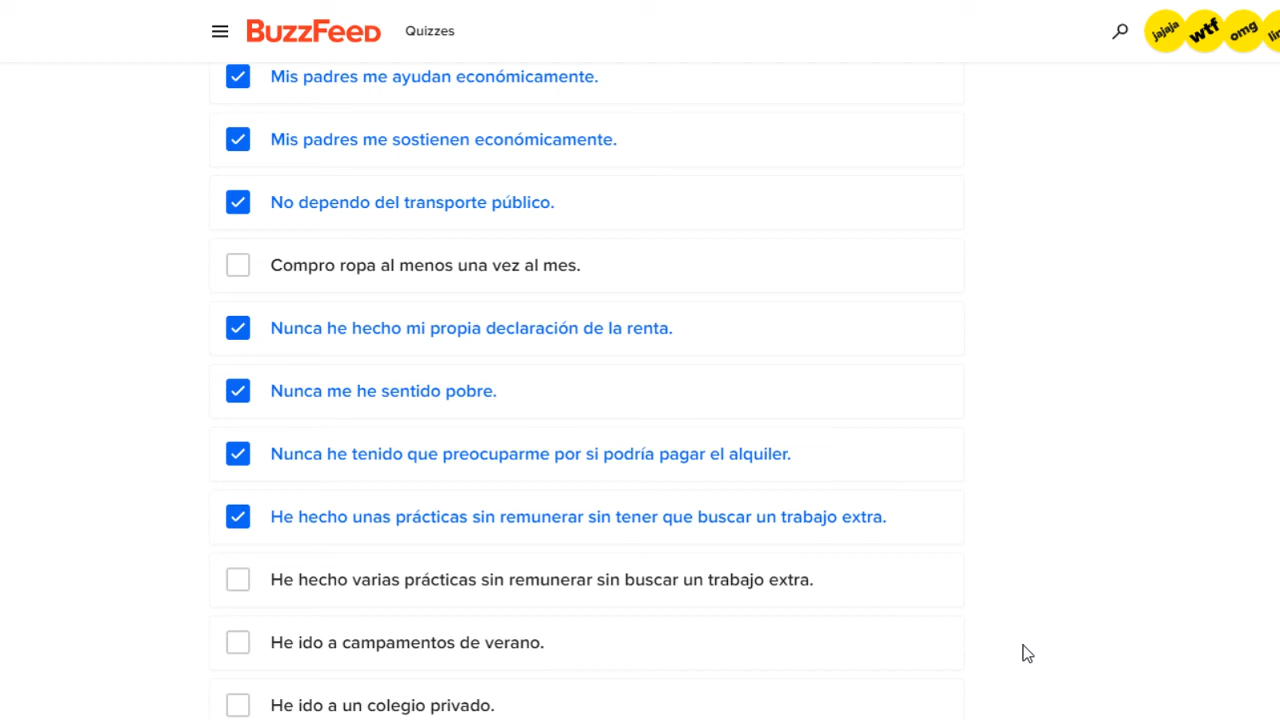 BuzzFeed Quizzes jajaja wtf omg
Mis padres me ayudan económicamente.
Mis padres me sostienen económicamente.
No dependo del transporte público.
Compro ropa al menos una vez al mes.
Nunca he hecho mi propia declaración de la renta.
Nunca me he sentido pobre.
Nunca he tenido que preocuparme por si podría pagar el alquiler.
He hecho unas prácticas sin remunerar sin tener que buscar un trabajo extra.
He hecho varias prácticas sin remunerar sin buscar un trabajo extra.
He ido a campamentos de verano.
He ido a un colegio privado.